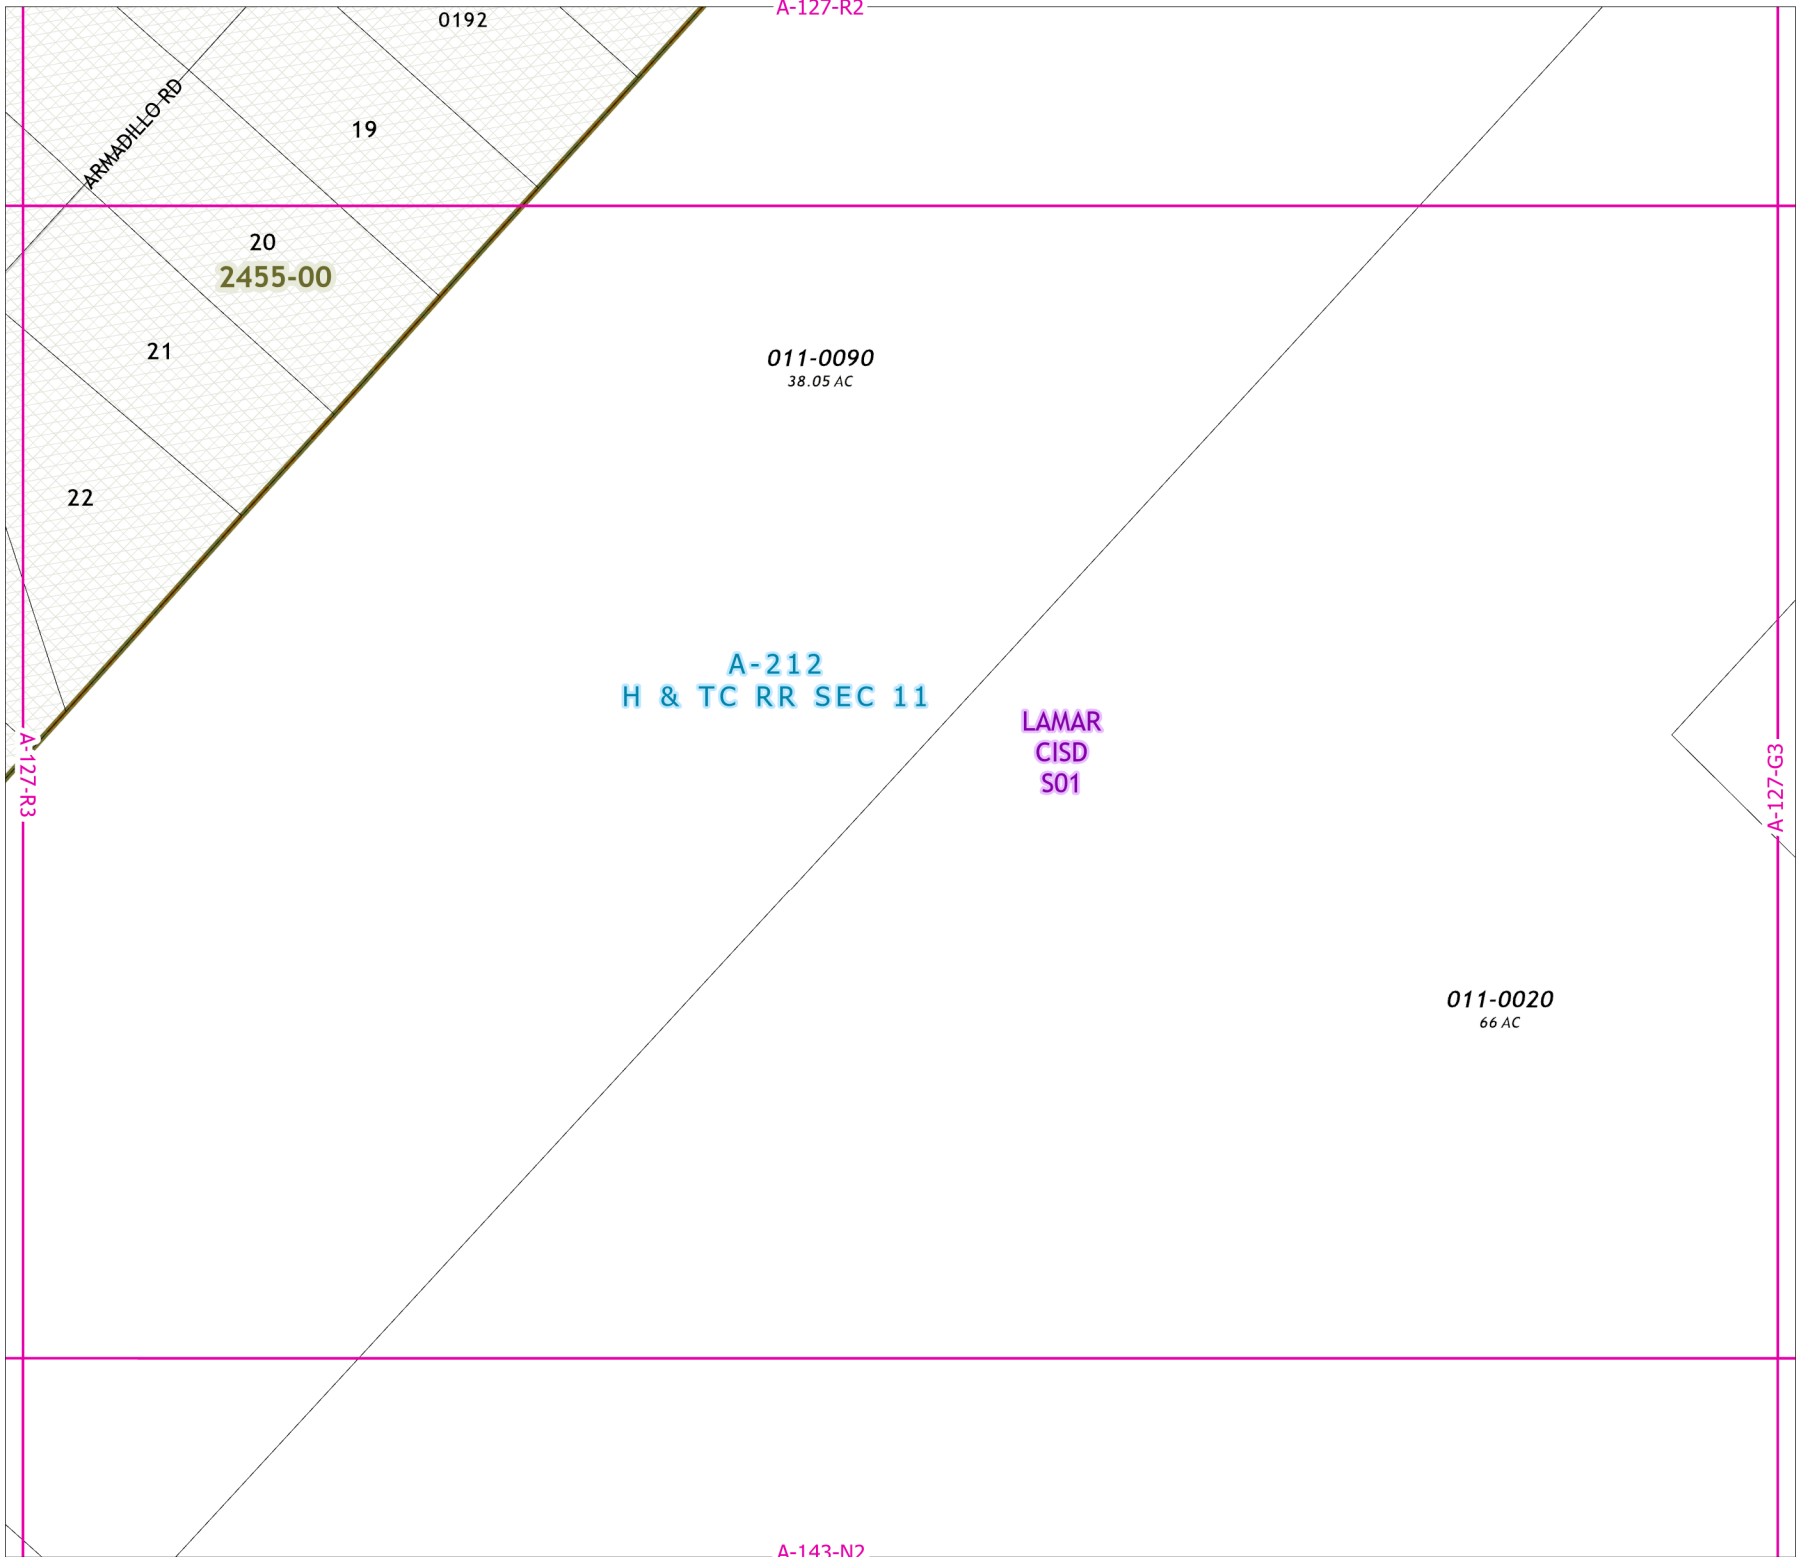 A-127-R2
0192
ARMADILLO RD
19
20
2455-00
21
22
011-0090
38.05 AC
A-212
H & TC RR SEC 11
LAMAR
CISD
S01
A-127-R3
A-127-G3
011-0020
66 AC
A-143-N2